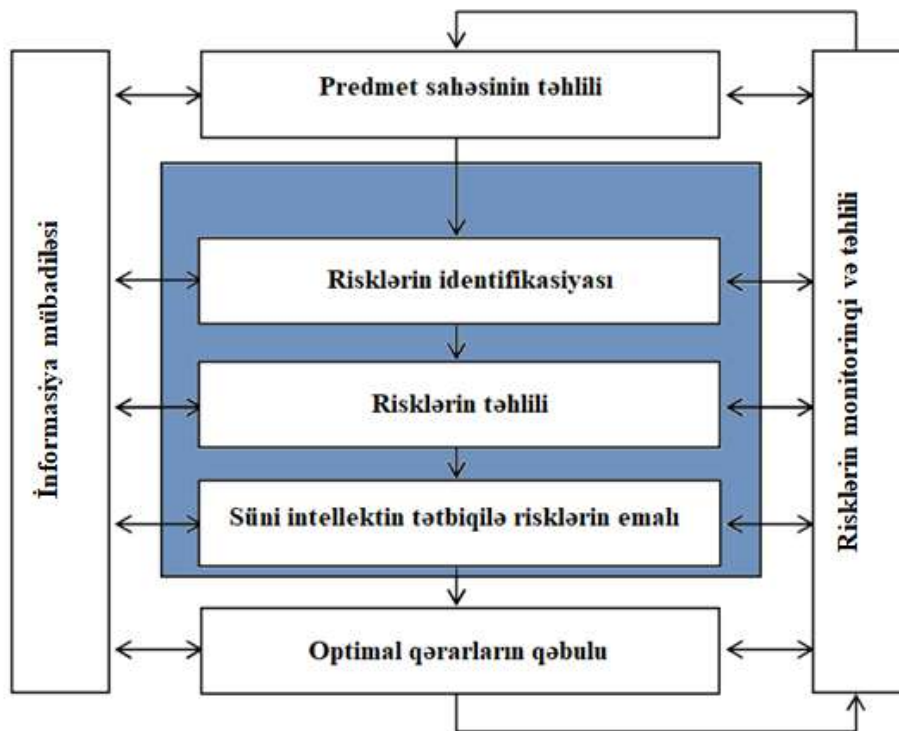 Predmet sahəsinin təhlili
İnformasiya mübadiləsi
Risklərin identifikasiyası
Risklərin təhlili
Süni intellektin tətbiqilə risklərin emalı
Optimal qərarların qəbulu
Risklərin monitorinqi və təhlili